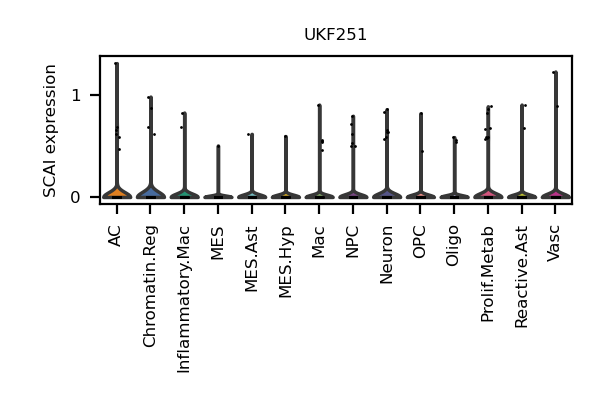 UKF251
SCAI expression
1
0
AC
Chromatin.Reg
Inflammatory.Mac
MES
MES.Ast
MES.Hyp
Mac
NPC
Neuron
OPC
Oligo
Prolif.Metab
Reactive.Ast
Vasc